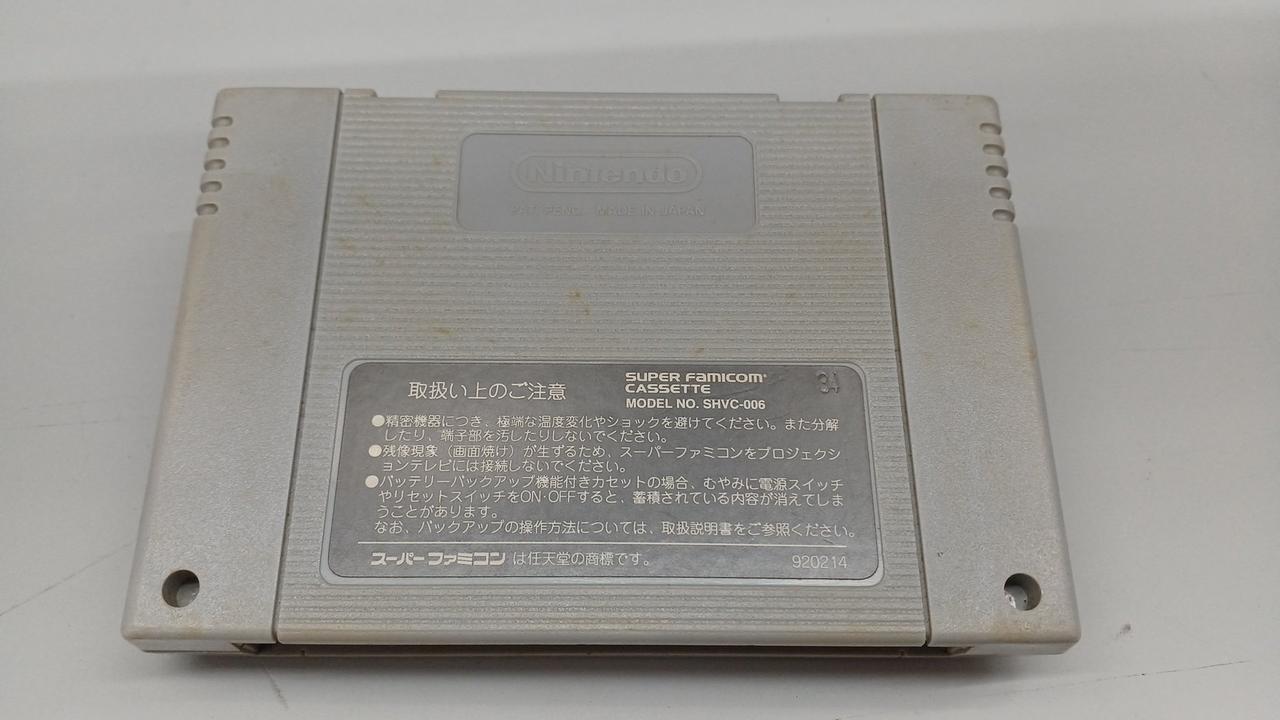 Nintendo
PAT. PEND. MADE IN JAPAN
取扱い上のご注意
SUPER FAMICOM
CASSETTE
MODEL NO. SHVC-006
34
●精密機器につき、極端な温度変化やショックを避けてください。また分解
したり、端子部を汚したりしないでください。
●残像現象（画面焼け）が生ずるため、スーパーファミコンをプロジェクシ
ョンテレビには接続しないでください。
●バッテリーバックアップ機能付きカセットの場合、むやみに電源スイッチ
やリセットスイッチをON・OFFすると、蓄積されている内容が消えてしま
うことがあります。
なお、バックアップの操作方法については、取扱説明書をご参照ください。
スーパーファミコンは任天堂の商標です。
920214